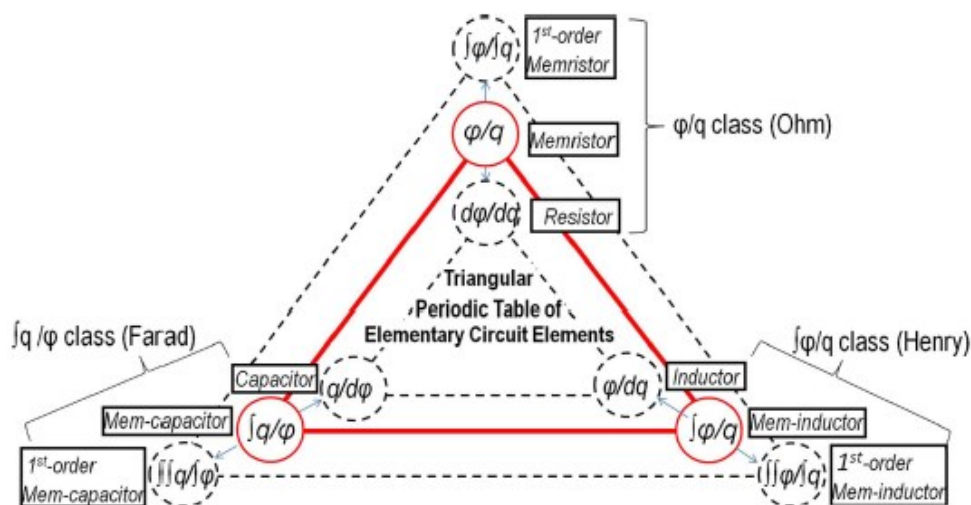 ∫φ/∫q
1st-order
Memristor
φ/q class (Ohm)
φ/q
Memristor
dφ/dq
Resistor
Triangular
Periodic Table of
Elementary Circuit Elements
∫q /φ class (Farad)
∫φ/q class (Henry)
Capacitor
q/dφ
φ/dq
Inductor
Mem-capacitor
∫q/φ
∫φ/q
Mem-inductor
1st-order
Mem-capacitor
∫∫q/∫φ
∫∫φ/∫q
1st-order
Mem-inductor